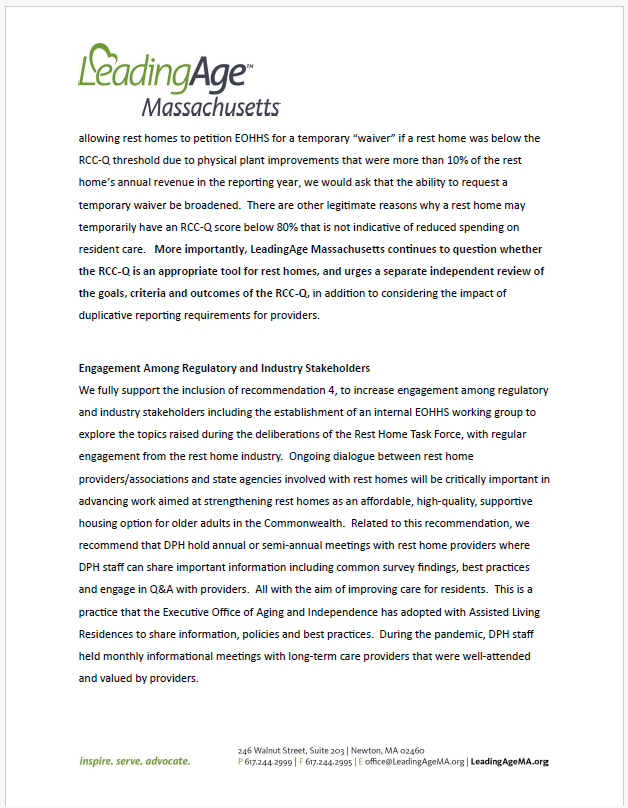 LeadingAge™
Massachusetts
allowing rest homes to petition EOHHS for a temporary “waiver” if a rest home was below the
RCC-Q threshold due to physical plant improvements that were more than 10% of the rest
home’s annual revenue in the reporting year, we would ask that the ability to request a
temporary waiver be broadened.  There are other legitimate reasons why a rest home may
temporarily have an RCC-Q score below 80% that is not indicative of reduced spending on
resident care.   More importantly, LeadingAge Massachusetts continues to question whether
the RCC-Q is an appropriate tool for rest homes, and urges a separate independent review of
the goals, criteria and outcomes of the RCC-Q, in addition to considering the impact of
duplicative reporting requirements for providers.
Engagement Among Regulatory and Industry Stakeholders
We fully support the inclusion of recommendation 4, to increase engagement among regulatory
and industry stakeholders including the establishment of an internal EOHHS working group to
explore the topics raised during the deliberations of the Rest Home Task Force, with regular
engagement from the rest home industry.  Ongoing dialogue between rest home
providers/associations and state agencies involved with rest homes will be critically important in
advancing work aimed at strengthening rest homes as an affordable, high-quality, supportive
housing option for older adults in the Commonwealth.  Related to this recommendation, we
recommend that DPH hold annual or semi-annual meetings with rest home providers where
DPH staff can share important information including common survey findings, best practices
and engage in Q&A with providers.  All with the aim of improving care for residents.  This is a
practice that the Executive Office of Aging and Independence has adopted with Assisted Living
Residences to share information, policies and best practices.  During the pandemic, DPH staff
held monthly informational meetings with long-term care providers that were well-attended
and valued by providers.
246 Walnut Street, Suite 203 | Newton, MA 02460
inspire. serve. advocate. P 617.244.2999 | F 617.244.2995 | E office@LeadingAgeMA.org | LeadingAgeMA.org